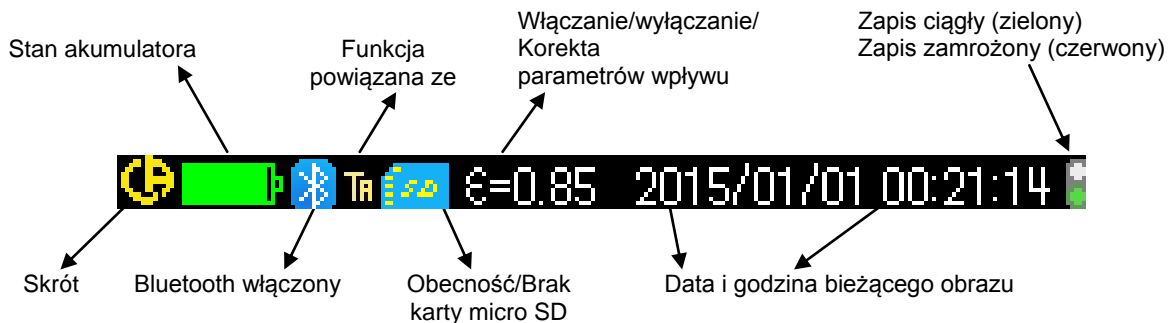 Stan akumulatora
Funkcja
powiązana ze
Włączanie/wyłączanie/
Korekta
parametrów wpływu
Zapis ciągły (zielony)
Zapis zamrożony (czerwony)
TA SD €=0.85 2015/01/01 00:21:14
Skrót
Bluetooth włączony
Obecność/Brak
karty micro SD
Data i godzina bieżącego obrazu